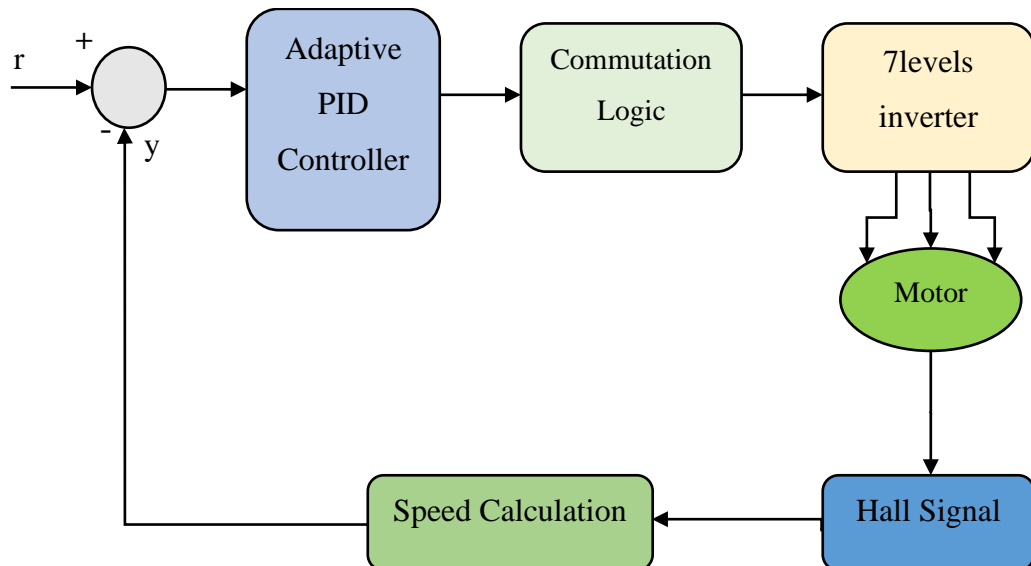 r
+
-
y
Adaptive
PID
Controller
Commutation
Logic
7levels
inverter
Motor
Hall Signal
Speed Calculation